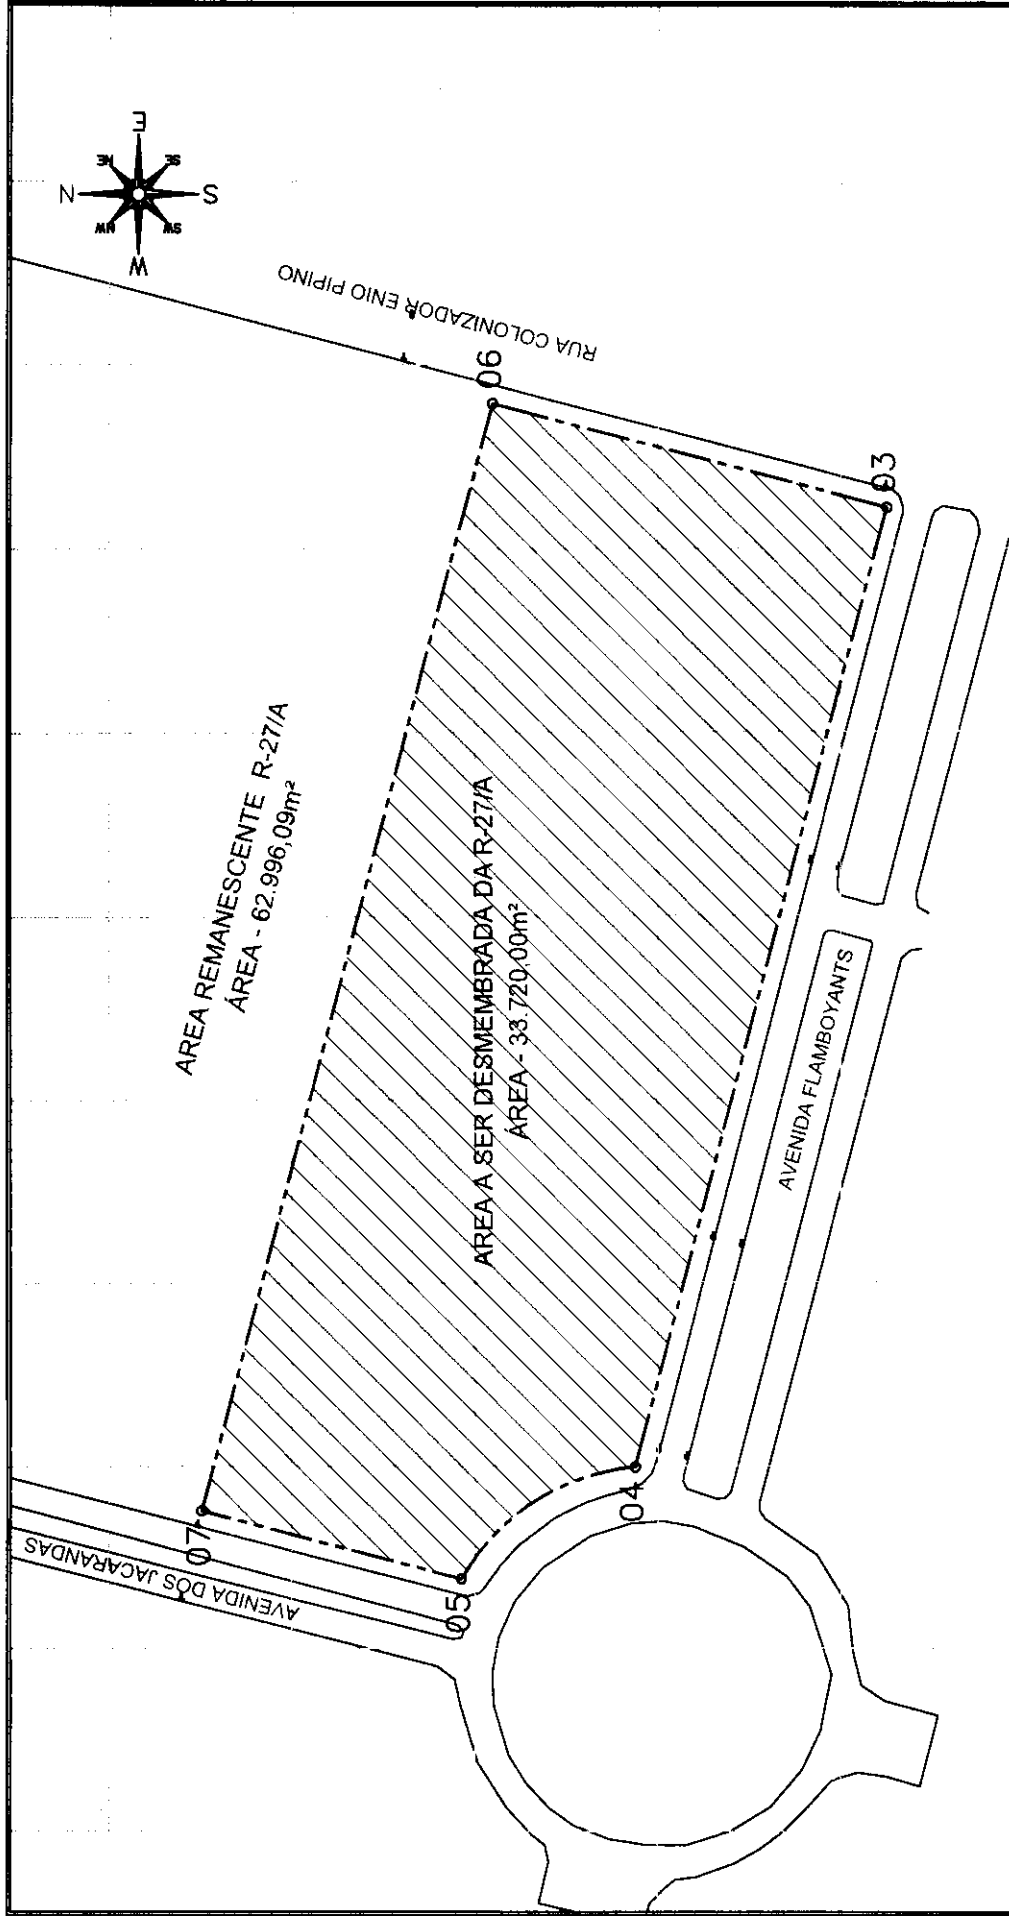 N
NE
E
SE
S
SW
W
NW
RUA COLONIZADOR ENIO PIPINO
06
03
AREA REMANESCENTE R-27/A
ÁREA - 62.996,09m²
AREA A SER DESMEMBRADA DA R-27/A
ÁREA - 33.720,00m²
AVENIDA FLAMBOYANTS
04
07
05
AVENIDA DOS JACARANDAS